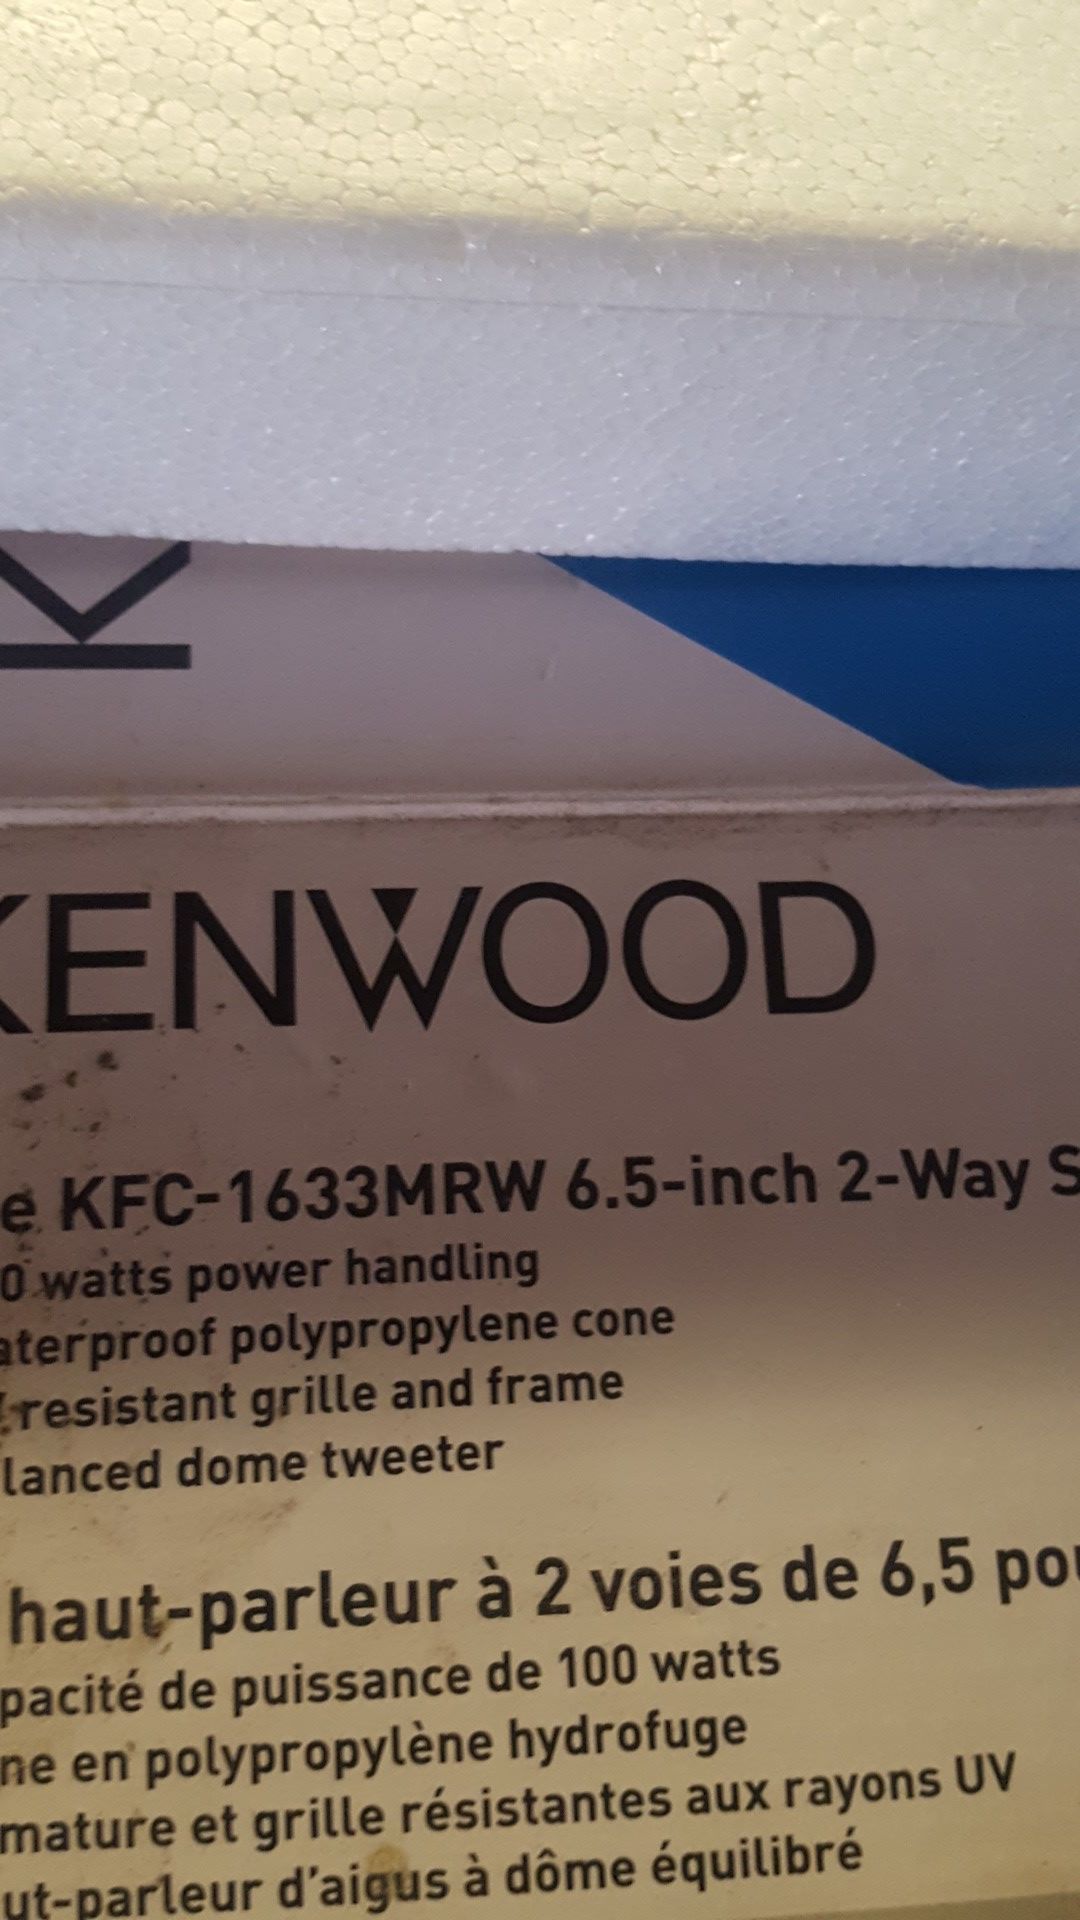 K
KENWOOD
e KFC-1633MRW 6.5-inch 2-Way S
0 watts power handling
aterproof polypropylene cone
resistant grille and frame
lanced dome tweeter
haut-parleur à 2 voies de 6,5 pou
pacité de puissance de 100 watts
ne en polypropylène hydrofuge
mature et grille résistantes aux rayons UV
ut-parleur d'aigus à dôme équilibré